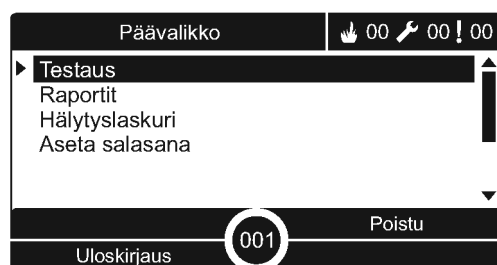 Päävalikko 00 00 00
Testaus
Raportit
Hälytyslaskuri
Aseta salasana
Poistu
001
Uloskirjaus